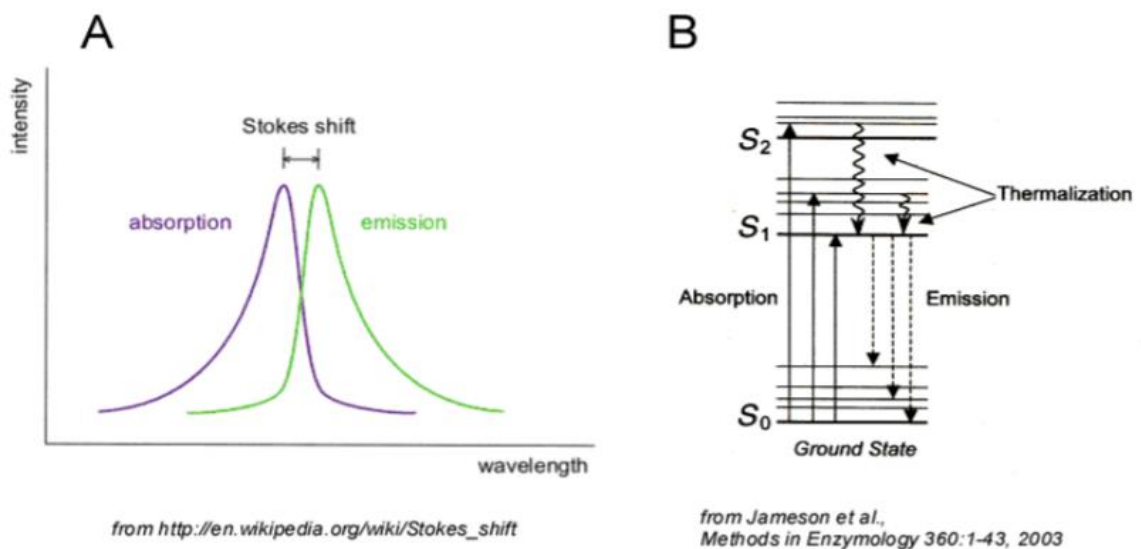 A
intensity
Stokes shift
absorption
emission
wavelength
from http://en.wikipedia.org/wiki/Stokes_shift
B
S2
Thermalization
S1
Absorption
Emission
S0
Ground State
from Jameson et al.,
Methods in Enzymology 360:1-43, 2003